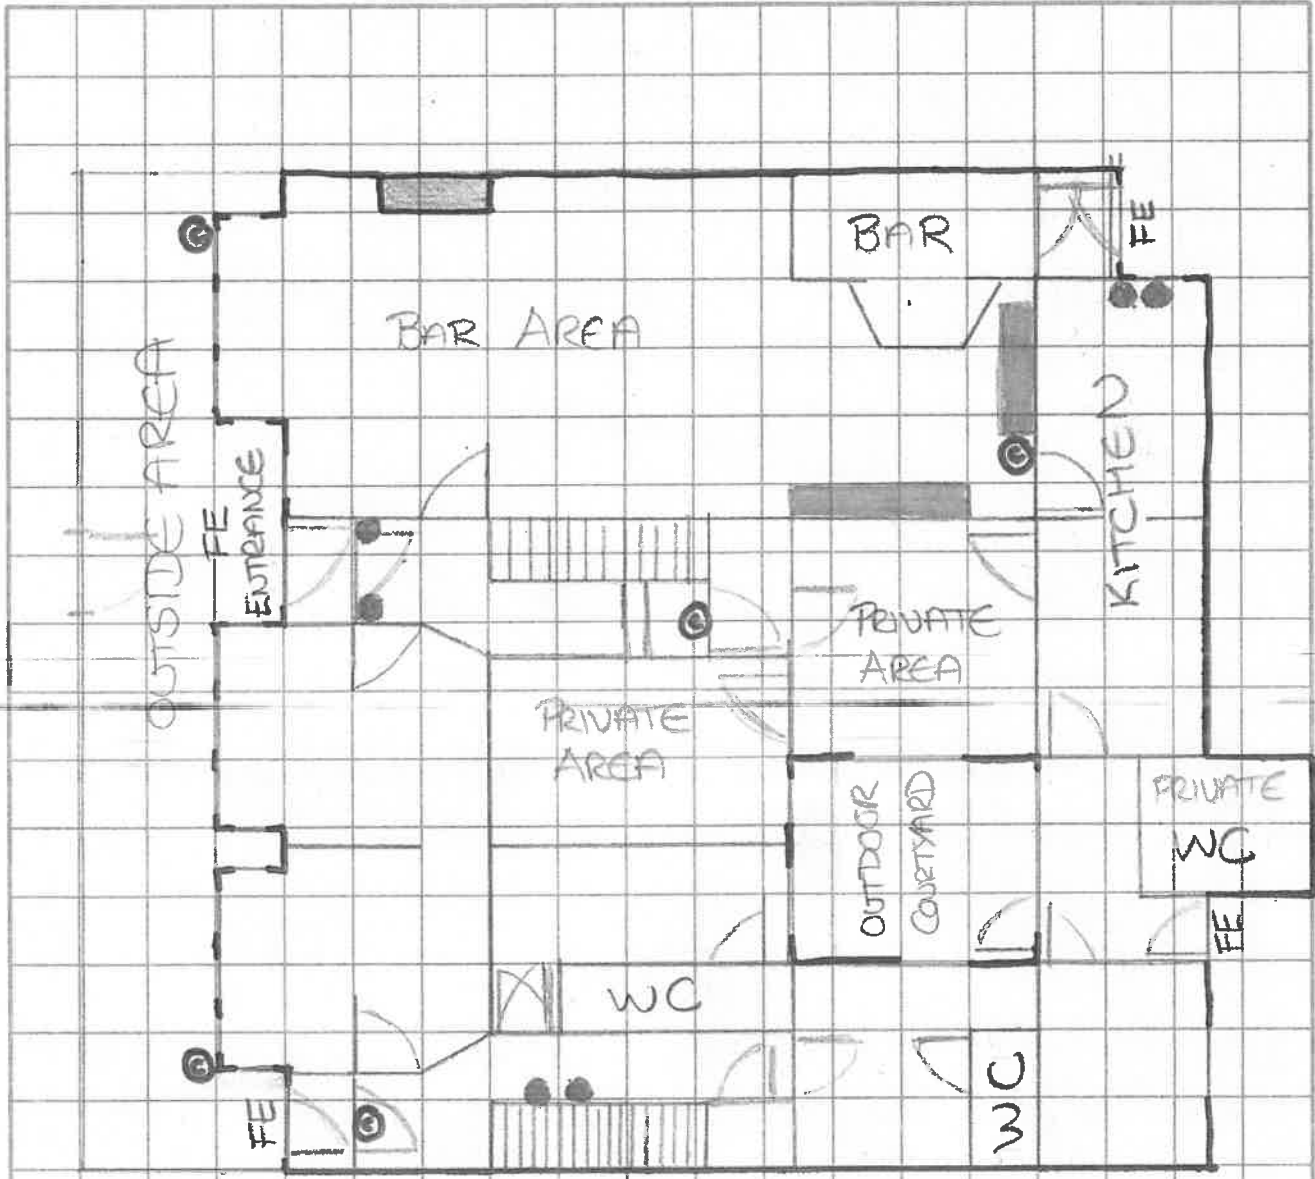 BAR
FE
BAR AREA
OUTSIDE AREA
FE
ENTRANCE
KITCHEN
PRIVATE
AREA
PRIVATE
AREA
OUTDOOR
COURTYARD
PRIVATE
WC
FE
WC
WC
FE